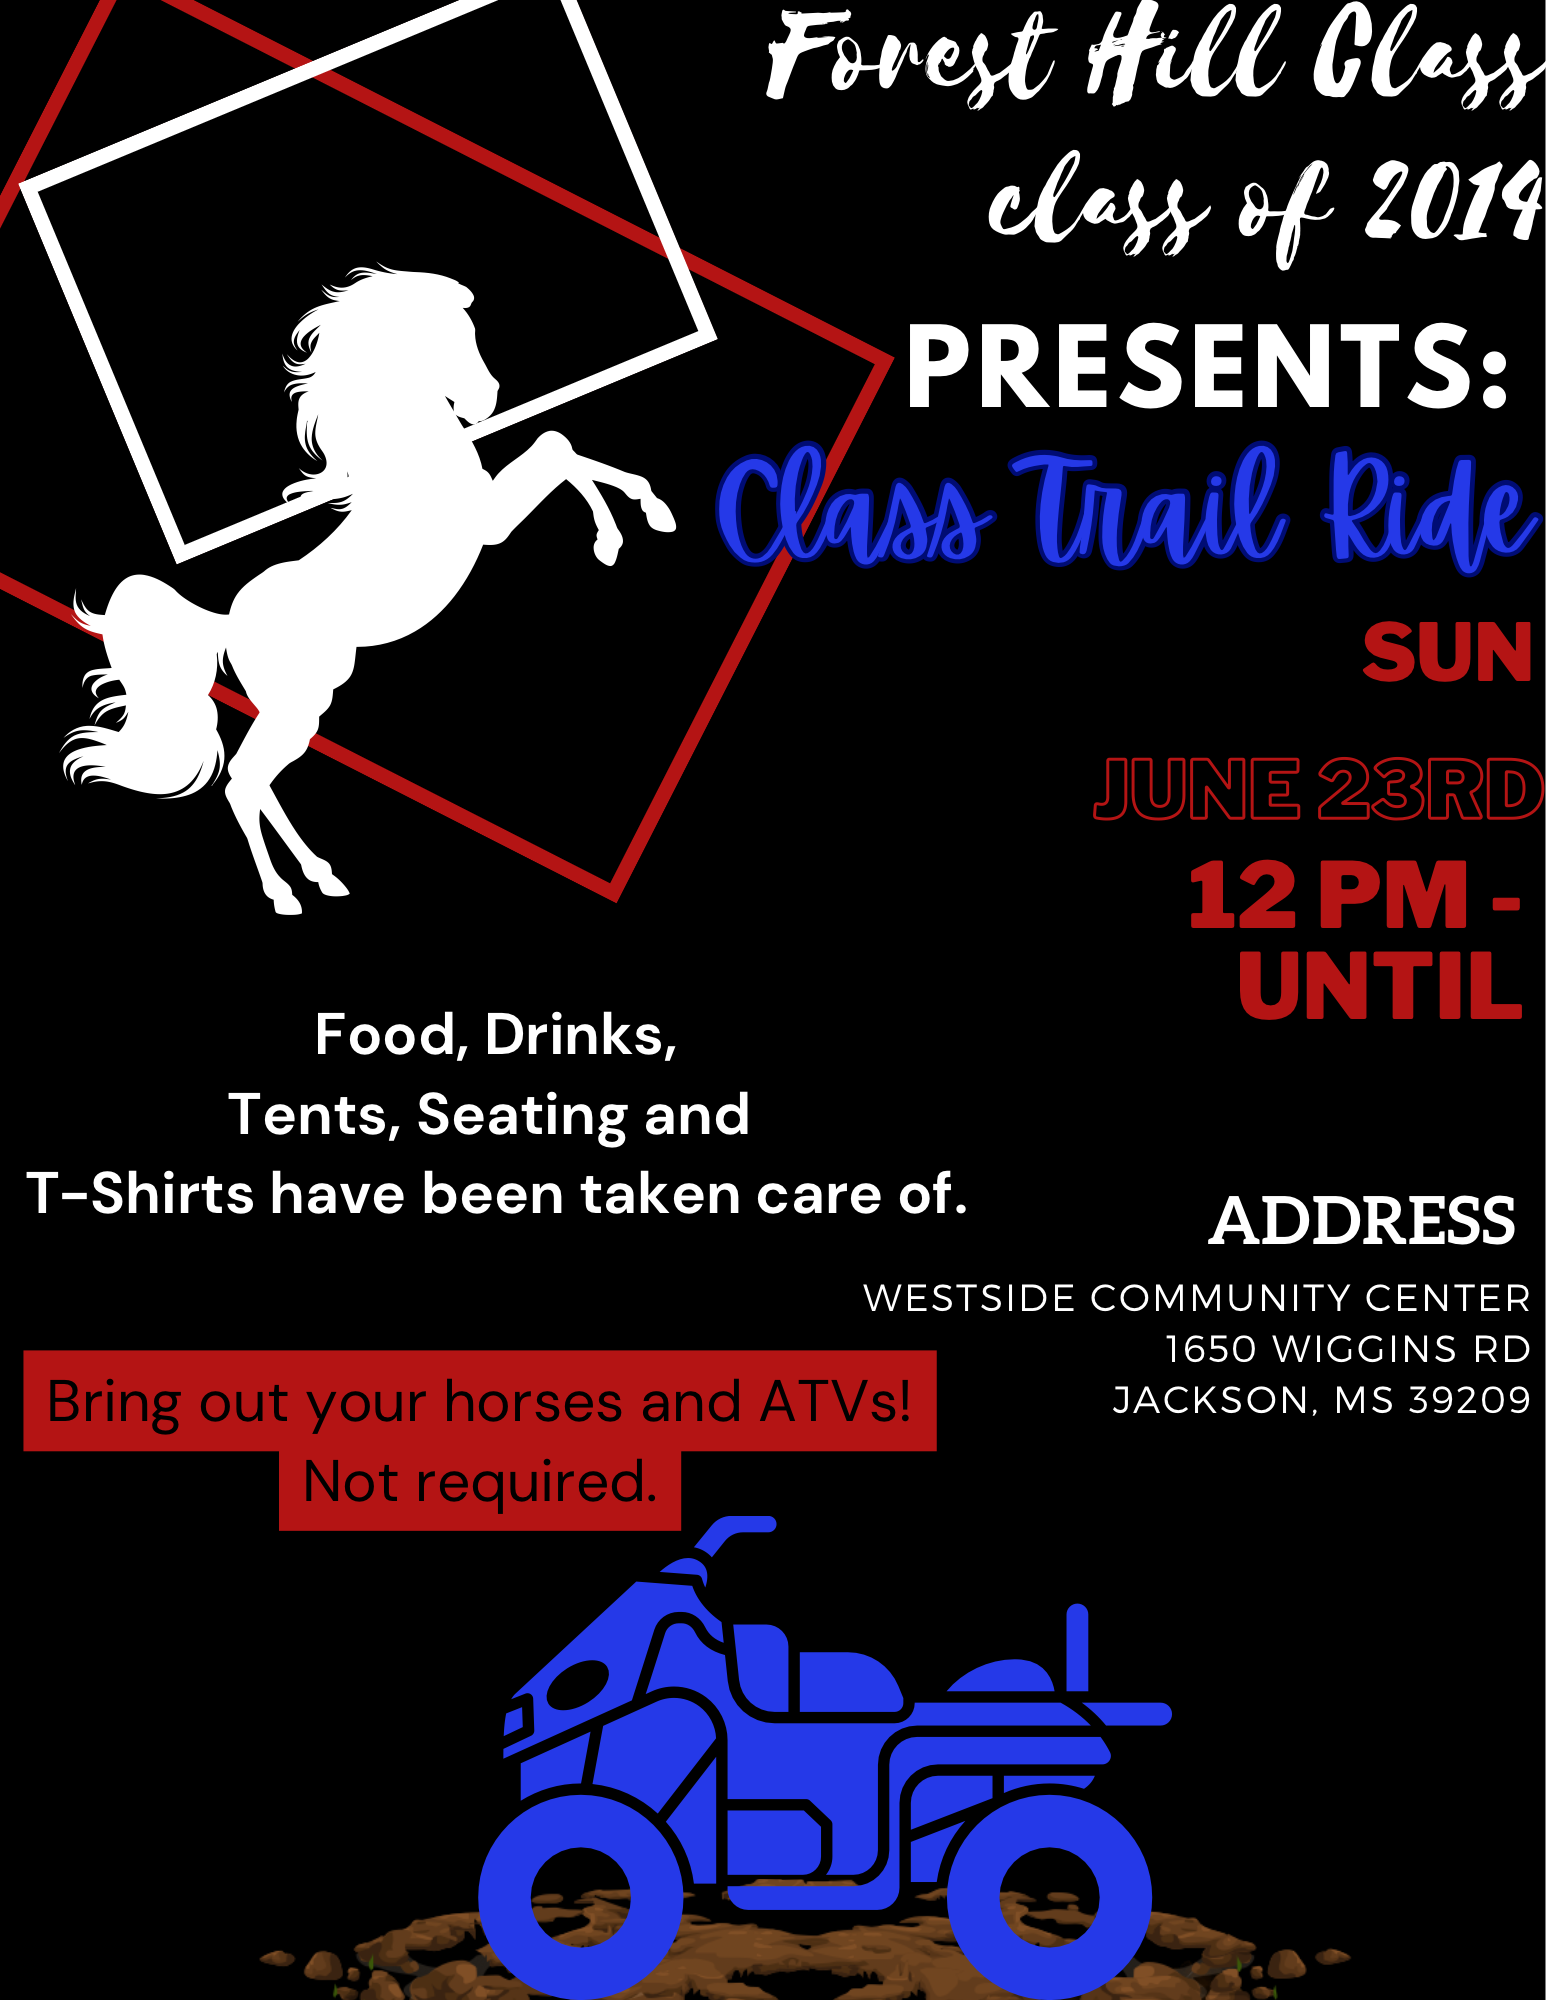 Forest Hill Class
class of 2014
PRESENTS:
Class Trail Ride
SUN
JUNE 23RD
12 PM -
UNTIL
Food, Drinks,
Tents, Seating and
T-Shirts have been taken care of.
ADDRESS
WESTSIDE COMMUNITY CENTER
1650 WIGGINS RD
JACKSON, MS 39209
Bring out your horses and ATVs!
Not required.